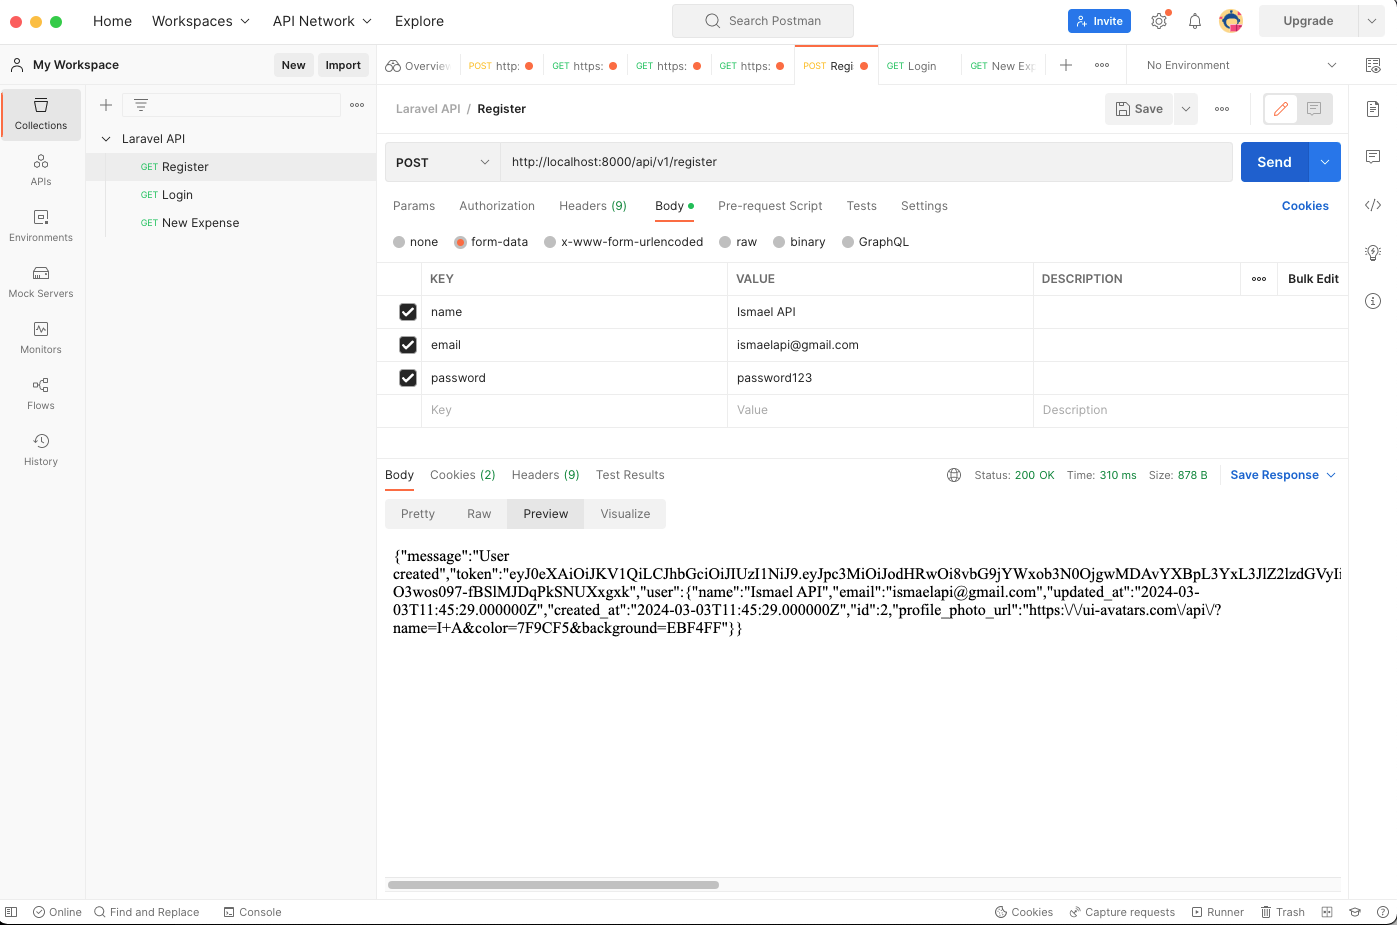 Home Workspaces API Network Explore Search Postman Invite Upgrade
My Workspace New Import Overview POST http: GET https: GET https: GET https: POST Regi GET Login GET New Exp No Environment
Collections
APIs
Environments
Mock Servers
Monitors
Flows
History
Laravel API
GET Register
GET Login
GET New Expense
Laravel API / Register Save
POST http://localhost:8000/api/v1/register Send
Params Authorization Headers (9) Body Pre-request Script Tests Settings Cookies
none form-data x-www-form-urlencoded raw binary GraphQL
KEY VALUE DESCRIPTION Bulk Edit
name Ismael API
email ismaelapi@gmail.com
password password123
Key Value Description
Body Cookies (2) Headers (9) Test Results Status: 200 OK Time: 310 ms Size: 878 B Save Response
Pretty Raw Preview Visualize
{"message":"User
created","token":"eyJ0eXAiOiJKV1QiLCJhbGciOiJIUzI1NiJ9.eyJpc3MiOiJodHRwOi8vbG9jYWxob3N0OjgwMDAvYXBpL3YxL3JlZ2lzdGVyIi
O3wos097-fBSlMJDqPkSNUXxgxk","user":{"name":"Ismael API","email":"ismaelapi@gmail.com","updated_at":"2024-03-
03T11:45:29.000000Z","created_at":"2024-03-03T11:45:29.000000Z","id":2,"profile_photo_url":"https:\/\/ui-avatars.com\/api\/?
name=I+A&color=7F9CF5&background=EBF4FF"}}
Online Find and Replace Console Cookies Capture requests Runner Trash